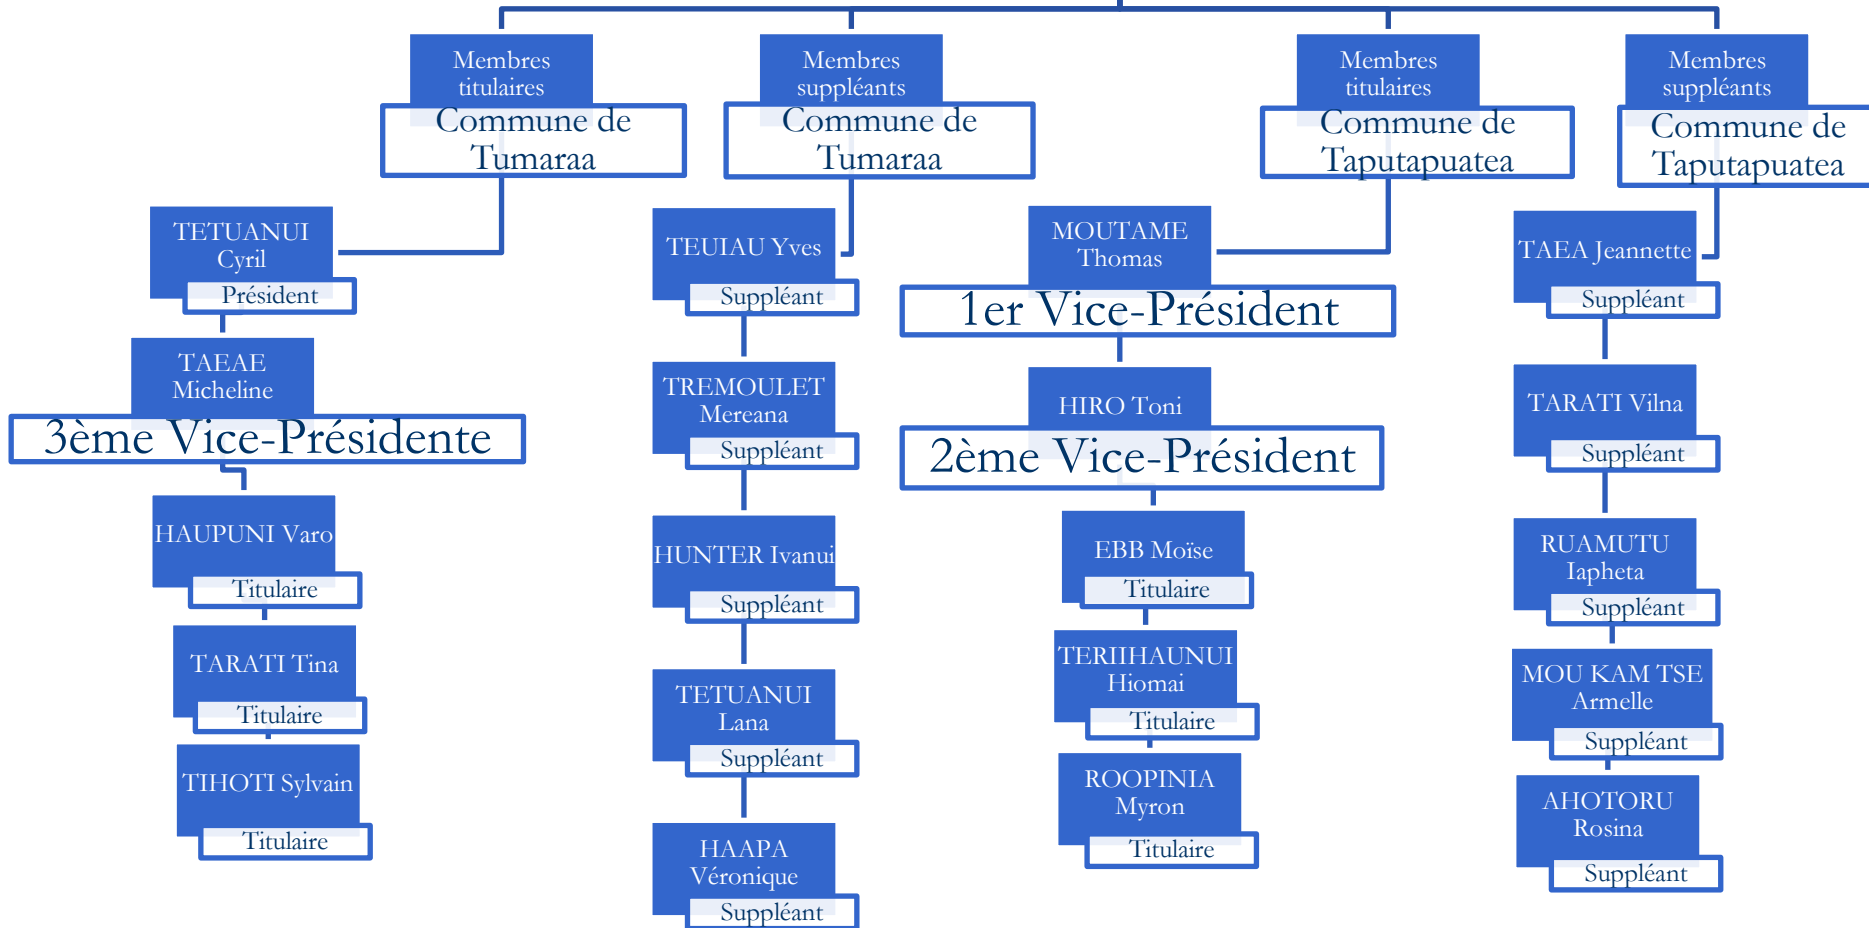 Membres
titulaires
Commune de
Tumaraa
TETUANUI
Cyril
Président
TAEAE
Micheline
3ème Vice-Présidente
HAUPUNI Varo
Titulaire
TARATI Tina
Titulaire
TIHOTI Sylvain
Titulaire
Membres
suppléants
Commune de
Tumaraa
TEUIAU Yves
Suppléant
TREMOULET
Mereana
Suppléant
HUNTER Ivanui
Suppléant
TETUANUI
Lana
Suppléant
HAAPA
Véronique
Suppléant
Membres
titulaires
Commune de
Taputapuatea
MOUTAME
Thomas
1er Vice-Président
HIRO Toni
2ème Vice-Président
EBB Moïse
Titulaire
TERIIHAUNUI
Hiomai
Titulaire
ROOPINIA
Myron
Titulaire
Membres
suppléants
Commune de
Taputapuatea
TAEA Jeannette
Suppléant
TARATI Vilna
Suppléant
RUAMUTU
Iapheta
Suppléant
MOU KAM TSE
Armelle
Suppléant
AHOTORU
Rosina
Suppléant